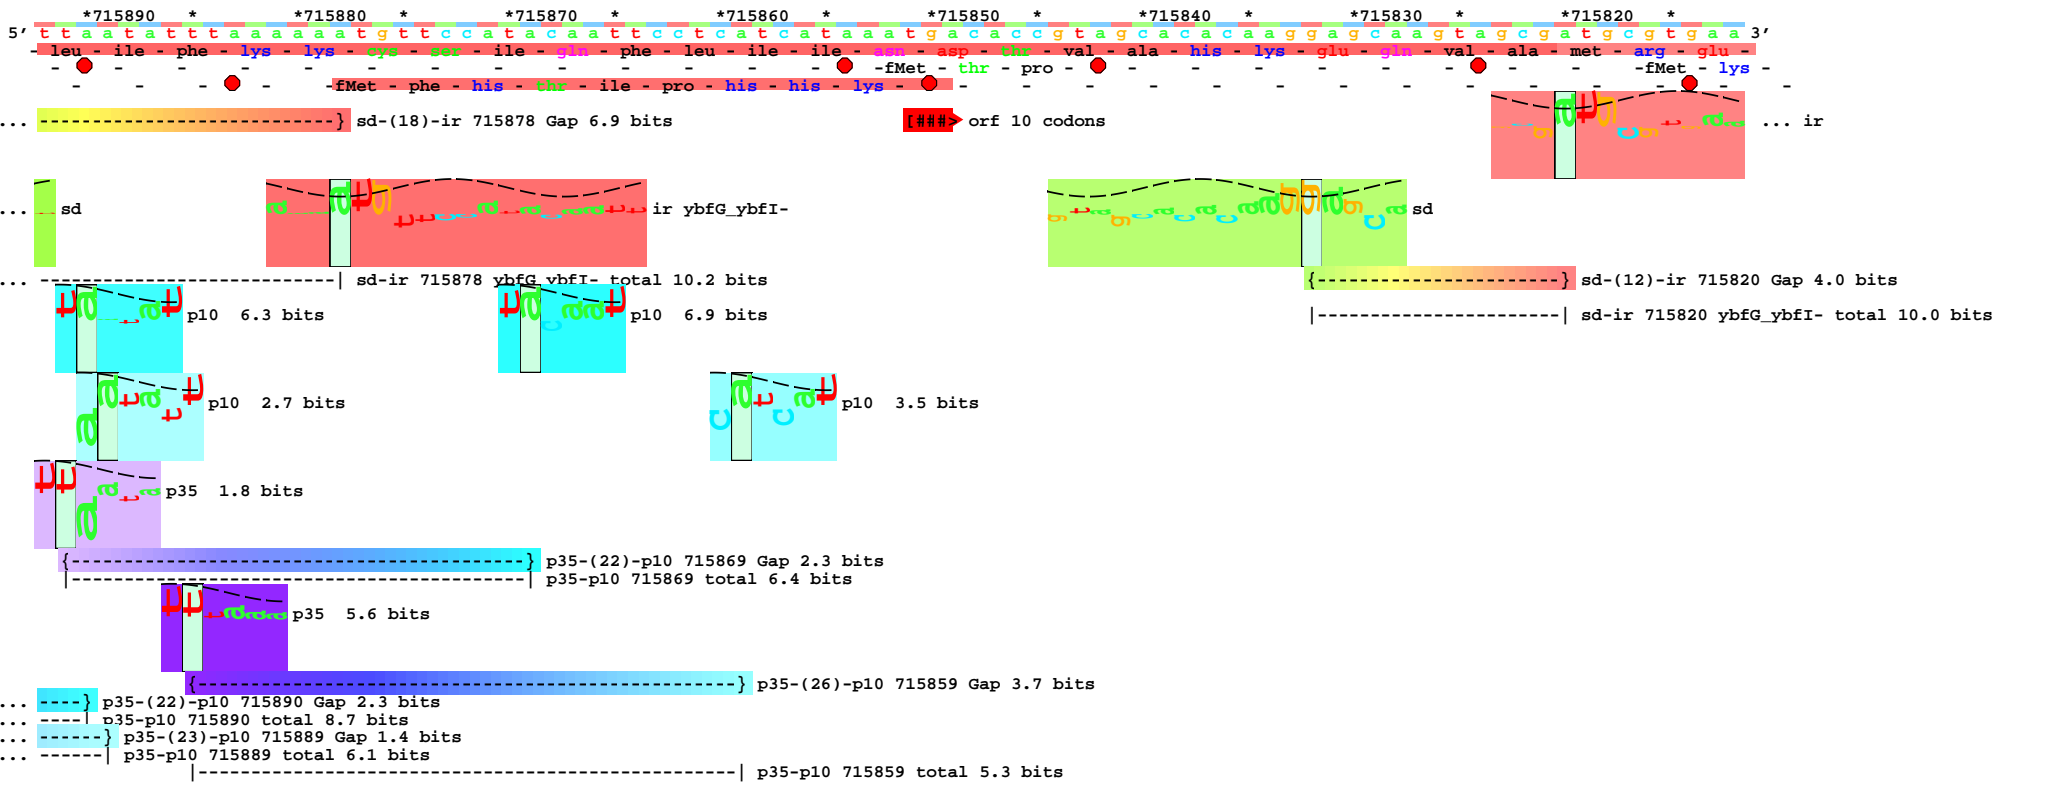 *715890 * *715880 * *715870 * *715860 * *715850 * *715840 * *715830 * *715820 *
5′ t t a a t a t t t a a a a a a t g t t c c a t a c a a t t c c t c a t c a t a a a t g a c a c c g t a g c a c a c a a g g a g c a a g t a g c g a t g c g t g a a 3′
- leu - ile - phe - lys - lys - cys - ser - ile - gln - phe - leu - ile - ile - asn - asp - thr - val - ala - his - lys - glu - gln - val - ala - met - arg - glu -
- - - - - - - - - - - - -fMet - thr - pro - - - - - - - - - -fMet - lys -
- - - - -fMet - phe - his - thr - ile - pro - his - his - lys - - - - - - - - - - - - - -
... ---------------------------} sd-(18)-ir 715878 Gap 6.9 bits [###> orf 10 codons ... ir
... sd ir ybfG_ybfI- sd
... ----------------------------| sd-ir 715878 ybfG_ybfI- total 10.2 bits {-----------------------} sd-(12)-ir 715820 Gap 4.0 bits
p10 6.3 bits p10 6.9 bits |-----------------------| sd-ir 715820 ybfG_ybfI- total 10.0 bits
p10 2.7 bits p10 3.5 bits
p35 1.8 bits
{-------------------------------------------} p35-(22)-p10 715869 Gap 2.3 bits
|-------------------------------------------| p35-p10 715869 total 6.4 bits
p35 5.6 bits
{---------------------------------------------------} p35-(26)-p10 715859 Gap 3.7 bits
... ----} p35-(22)-p10 715890 Gap 2.3 bits
... ----| p35-p10 715890 total 8.7 bits
... ------} p35-(23)-p10 715889 Gap 1.4 bits
... ------| p35-p10 715889 total 6.1 bits
|---------------------------------------------------| p35-p10 715859 total 5.3 bits